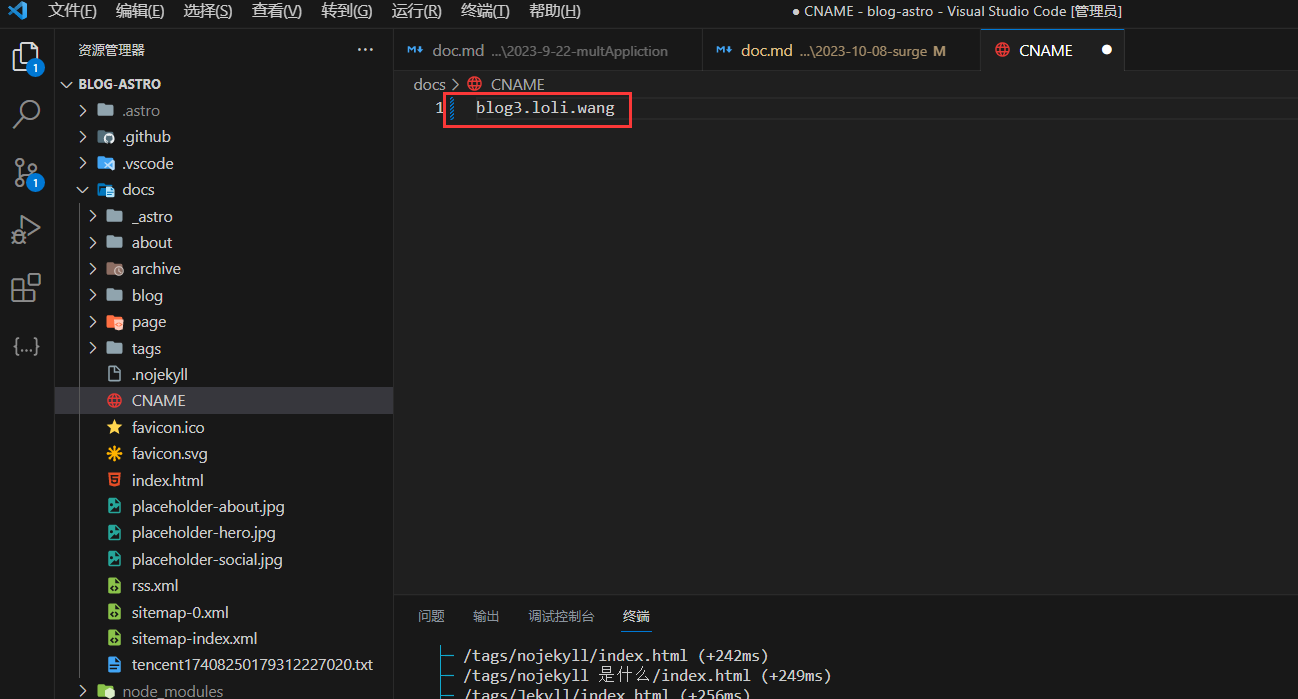 文件(F) 编辑(E) 选择(S) 查看(V) 转到(G) 运行(R) 终端(T) 帮助(H) ● CNAME - blog-astro - Visual Studio Code [管理员]
资源管理器 ···
doc.md ...\2023-9-22-multAppliction
doc.md ...\2023-10-08-surge M
CNAME
1
BLOG-ASTRO
docs > CNAME
1 blog3.loli.wang
.astro
.github
.vscode
1
docs
_astro
about
archive
blog
page
{...}
tags
.nojekyll
CNAME
favicon.ico
favicon.svg
index.html
placeholder-about.jpg
placeholder-hero.jpg
placeholder-social.jpg
rss.xml
sitemap-0.xml
sitemap-index.xml
tencent17408250179312227020.txt
node_modules
问题 输出 调试控制台 终端
├─ /tags/nojekyll/index.html (+242ms)
├─ /tags/nojekyll 是什么/index.html (+249ms)
├─ /tags/Jekyll/index.html (+256ms)